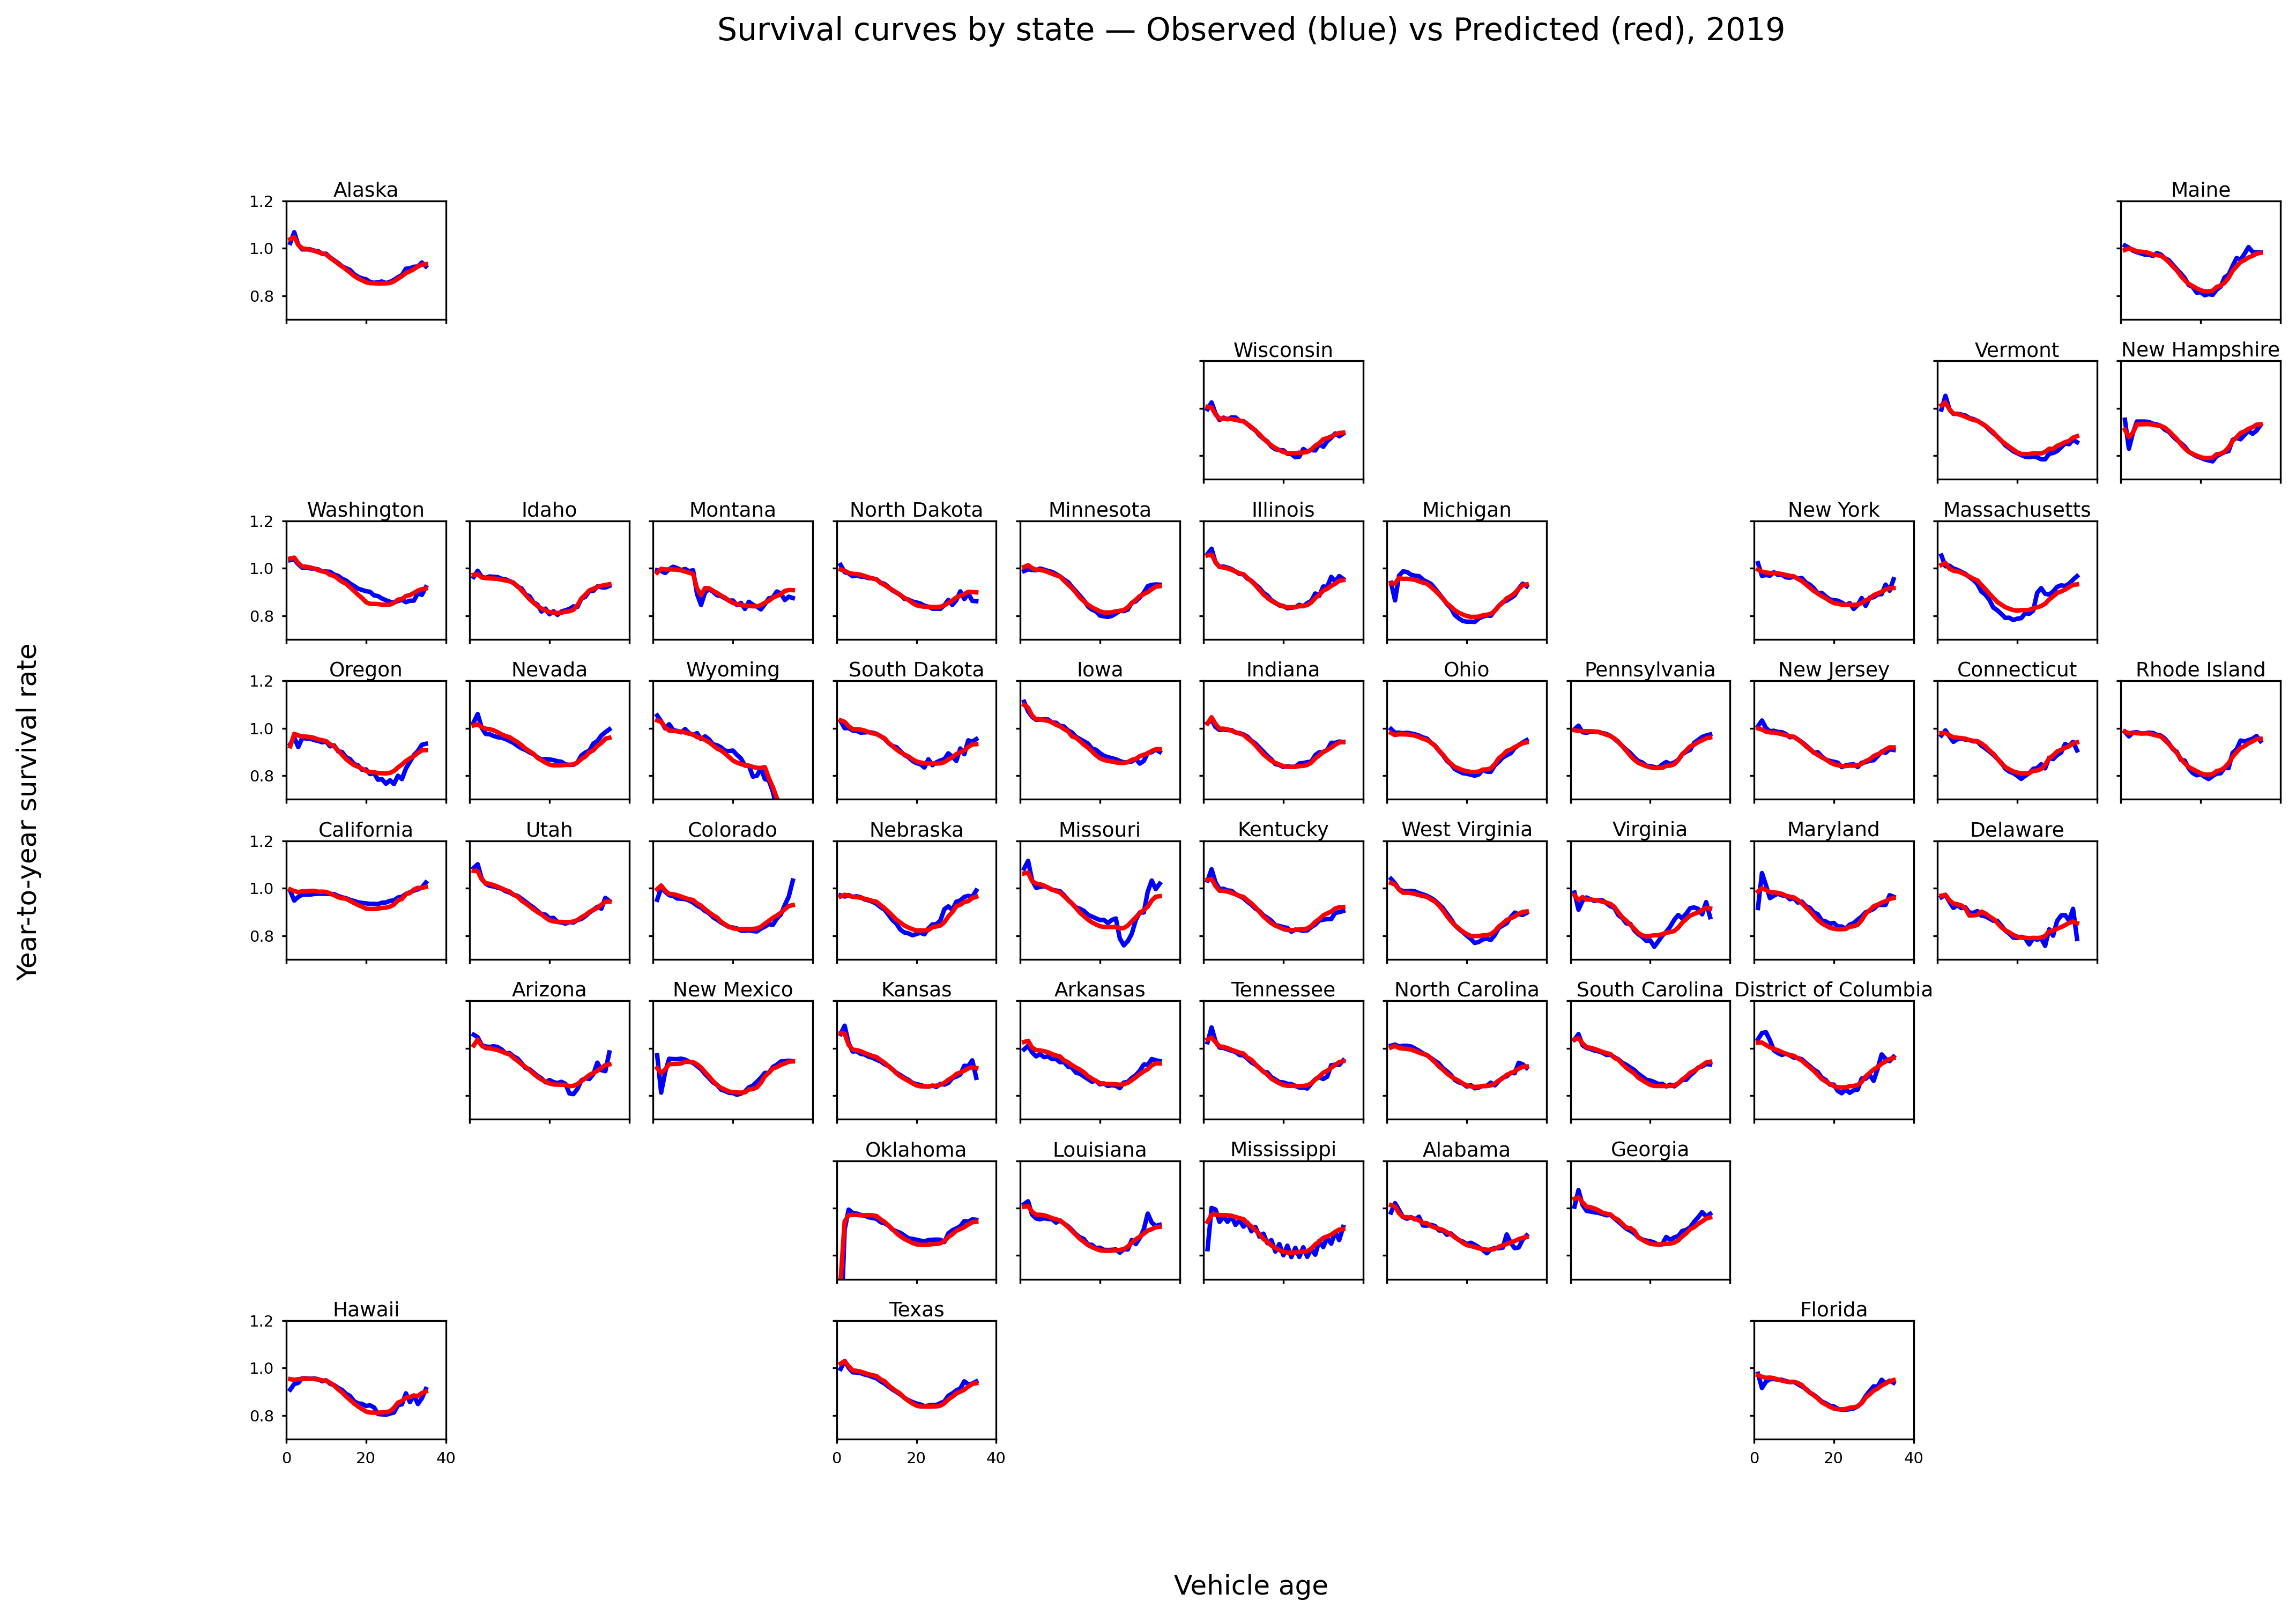 Survival curves by state — Observed (blue) vs Predicted (red), 2019
Alaska
Maine
1.2
1.0
0.8
Wisconsin
Vermont
New Hampshire
Washington
Idaho
Montana
North Dakota
Minnesota
Illinois
Michigan
New York
Massachusetts
1.2
1.0
0.8
Oregon
Nevada
Wyoming
South Dakota
Iowa
Indiana
Ohio
Pennsylvania
New Jersey
Connecticut
Rhode Island
1.2
1.0
0.8
California
Utah
Colorado
Nebraska
Missouri
Kentucky
West Virginia
Virginia
Maryland
Delaware
1.2
1.0
0.8
Arizona
New Mexico
Kansas
Arkansas
Tennessee
North Carolina
South Carolina
District of Columbia
Oklahoma
Louisiana
Mississippi
Alabama
Georgia
Hawaii
Texas
Florida
1.2
1.0
0.8
0 20 40
0 20 40
0 20 40
Year-to-year survival rate
Vehicle age